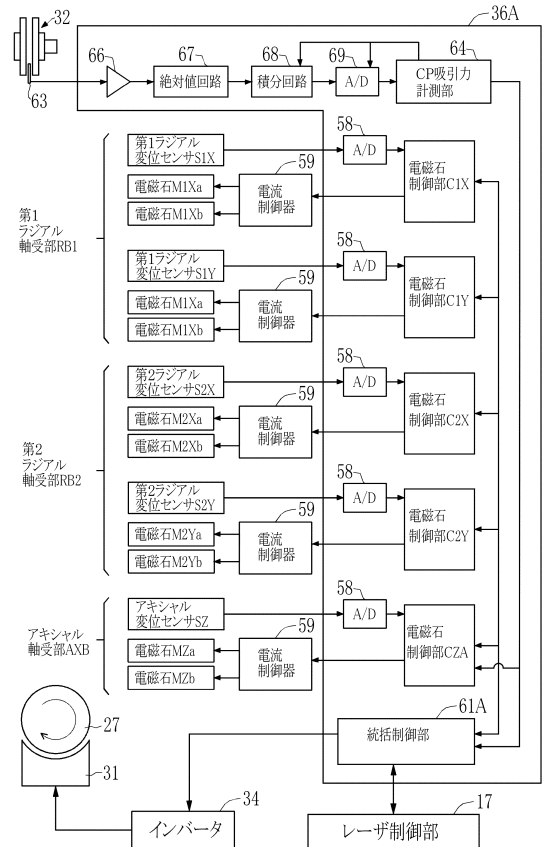 32
36A
66
67
68
69
64
絶対値回路
積分回路
A/D
CP吸引力
計測部
63
第1ラジアル
変位センサS1X
58
A/D
電磁石
制御部C1X
59
電磁石M1Xa
電磁石M1Xb
電流
制御器
第1
ラジアル
軸受部RB1
第1ラジアル
変位センサS1Y
58
A/D
電磁石
制御部C1Y
59
電磁石M1Xa
電磁石M1Xb
電流
制御器
第2ラジアル
変位センサS2X
58
A/D
電磁石
制御部C2X
59
電磁石M2Xa
電磁石M2Xb
電流
制御器
第2
ラジアル
軸受部RB2
第2ラジアル
変位センサS2Y
58
A/D
電磁石
制御部C2Y
59
電磁石M2Ya
電磁石M2Yb
電流
制御器
アキシャル
変位センサSZ
58
A/D
電磁石
制御部CZA
59
アキシャル
軸受部AXB
電磁石MZa
電磁石MZb
電流
制御器
27
61A
統括制御部
31
34
インバータ
17
レーザ制御部